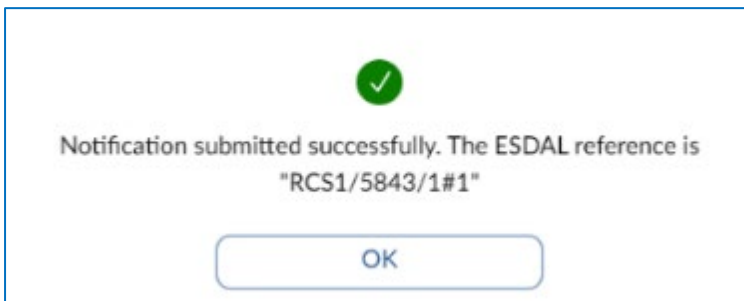 Notification submitted successfully. The ESDAL reference is
"RCS1/5843/1#1"
OK